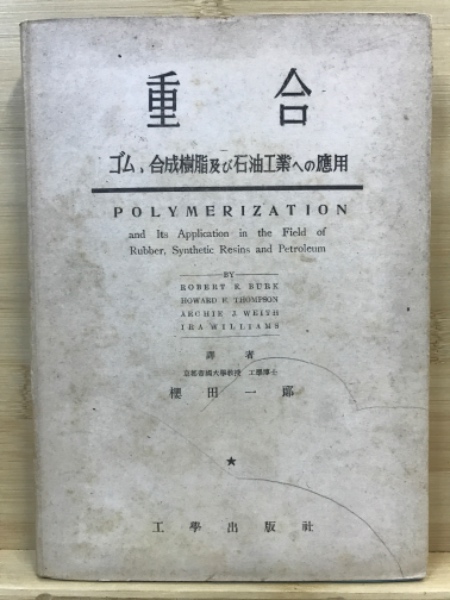 重 合
ゴム、合成樹脂及び石油工業への應用
POLYMERIZATION
and Its Application in the Field of
Rubber, Synthetic Resins and Petroleum
BY
ROBERT E. BURK
HOWARD E. THOMPSON
ARCHIE J. WEITH
IRA WILLIAMS
譯 者
京都帝國大學教授 工學博士
櫻 田 一 郎
★
工 學 出 版 社